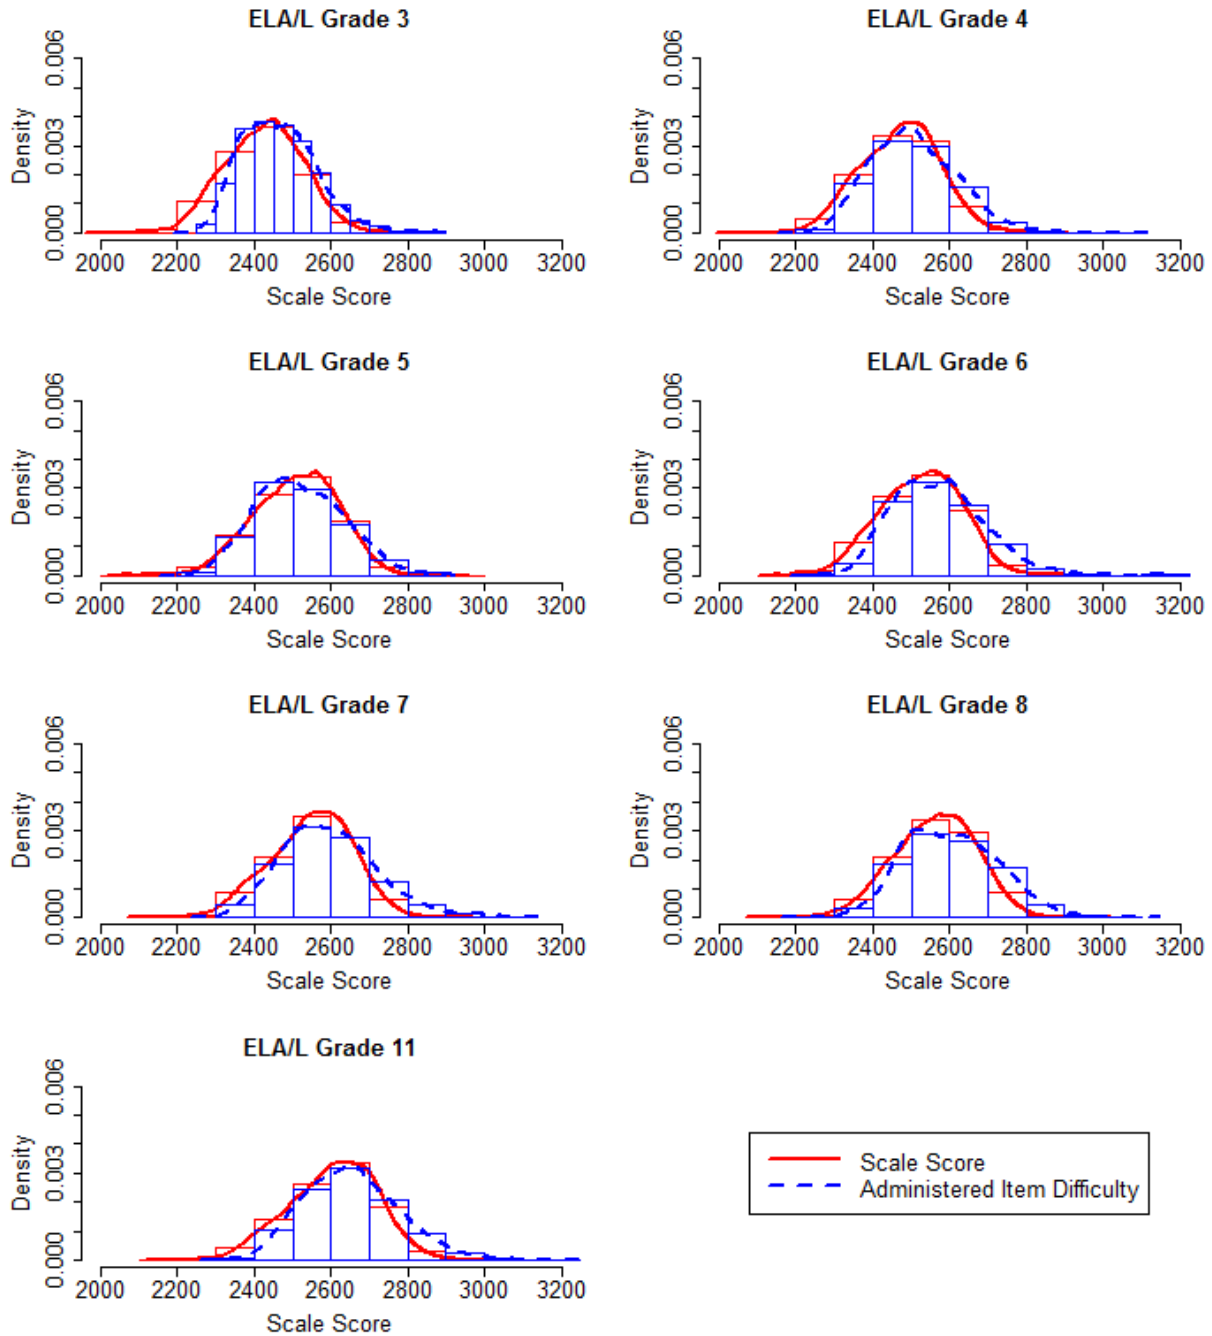 ELA/L Grade 3
Density
0.000 0.003 0.006
2000 2200 2400 2600 2800 3000 3200
Scale Score
ELA/L Grade 4
Density
0.000 0.003 0.006
2000 2200 2400 2600 2800 3000 3200
Scale Score
ELA/L Grade 5
Density
0.000 0.003 0.006
2000 2200 2400 2600 2800 3000 3200
Scale Score
ELA/L Grade 6
Density
0.000 0.003 0.006
2000 2200 2400 2600 2800 3000 3200
Scale Score
ELA/L Grade 7
Density
0.000 0.003 0.006
2000 2200 2400 2600 2800 3000 3200
Scale Score
ELA/L Grade 8
Density
0.000 0.003 0.006
2000 2200 2400 2600 2800 3000 3200
Scale Score
ELA/L Grade 11
Density
0.000 0.003 0.006
2000 2200 2400 2600 2800 3000 3200
Scale Score
Scale Score
Administered Item Difficulty